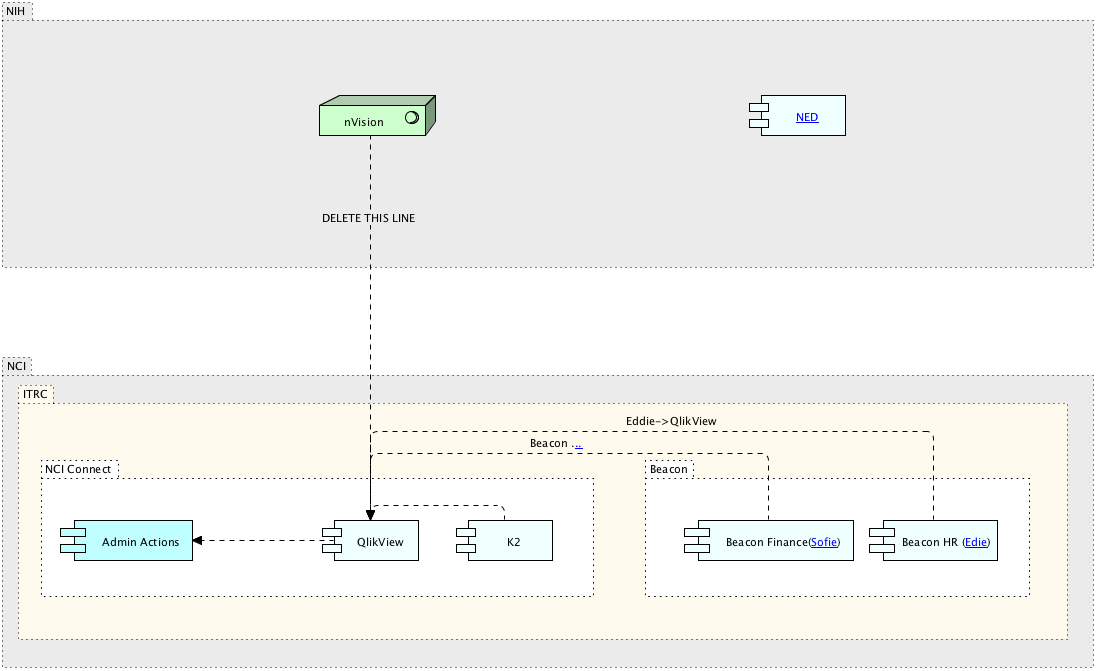 NIH
nVision
NED
DELETE THIS LINE
NCI
ITRC
Eddie->QlikView
Beacon ...
NCI Connect
Beacon
Admin Actions
QlikView
K2
Beacon Finance(Sofie)
Beacon HR (Edie)